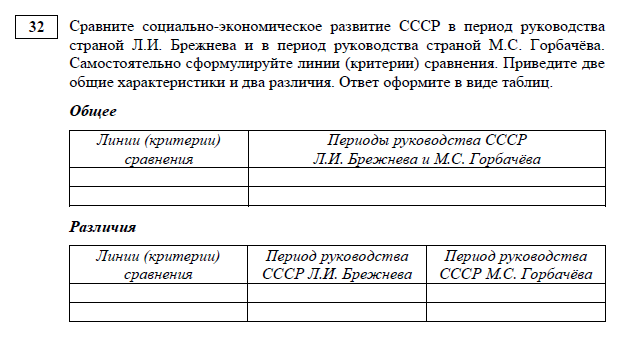 32
Сравните социально-экономическое развитие СССР в период руководства
страной Л.И. Брежнева и в период руководства страной М.С. Горбачёва.
Самостоятельно сформулируйте линии (критерии) сравнения. Приведите две
общие характеристики и два различия. Ответ оформите в виде таблиц.
Общее
Линии (критерии)
сравнения
Периоды руководства СССР
Л.И. Брежнева и М.С. Горбачёва
Различия
Линии (критерии)
сравнения
Период руководства
СССР Л.И. Брежнева
Период руководства
СССР М.С. Горбачёва